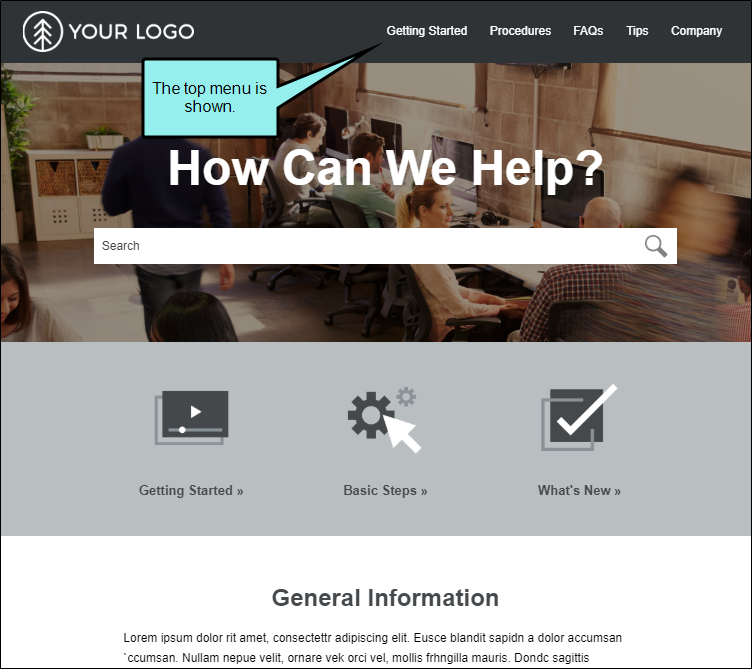 YOUR LOGO
Getting Started Procedures FAQs Tips Company
The top menu is
shown.
How Can We Help?
Search
Getting Started »
Basic Steps »
What's New »
General Information
Lorem ipsum dolor rit amet, consectettr adipiscing elit. Eusce blandit sapidn a dolor accumsan
`ccumsan. Nullam nepue velit, ornare vek orci vel, mollis frhngilla mauris. Dondc sagittis